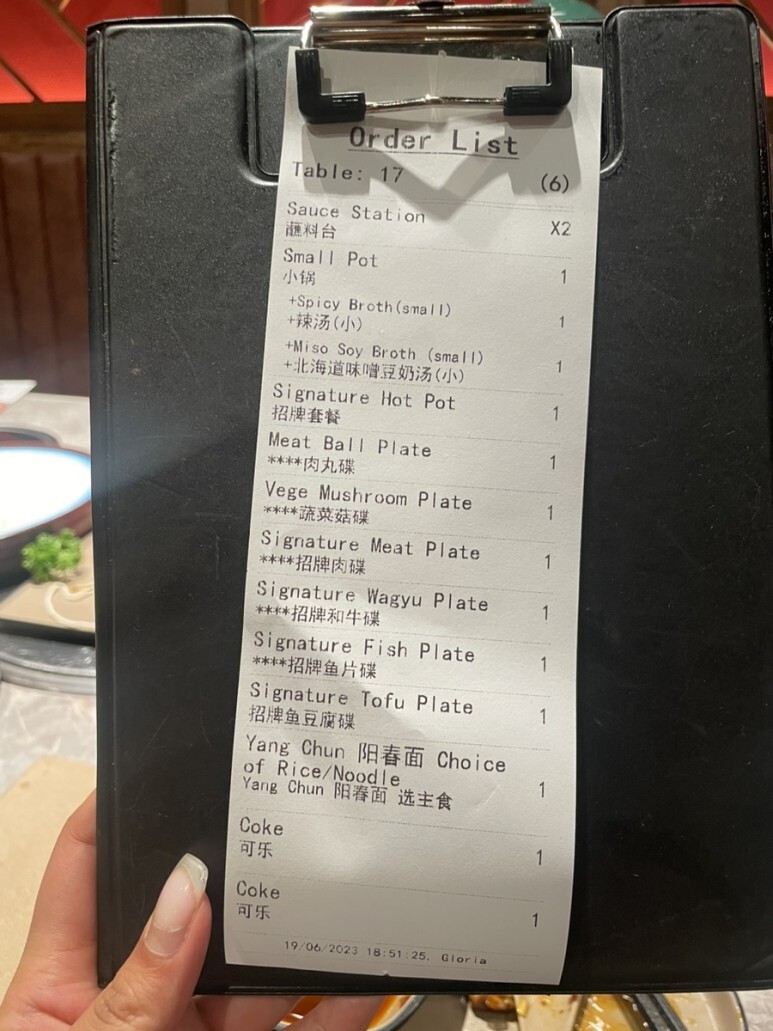 Order List
Table: 17 (6)
Sauce Station X2
蘸料台
Small Pot 1
小锅
+Spicy Broth(small) 1
+辣汤(小)
+Miso Soy Broth (small) 1
+北海道味噌豆奶汤(小)
Signature Hot Pot 1
招牌套餐
Meat Ball Plate 1
****肉丸碟
Vege Mushroom Plate 1
****蔬菜菇碟
Signature Meat Plate 1
****招牌肉碟
Signature Wagyu Plate 1
****招牌和牛碟
Signature Fish Plate 1
****招牌鱼片碟
Signature Tofu Plate 1
招牌鱼豆腐碟
Yang Chun 阳春面 Choice
of Rice/Noodle 1
Yang Chun 阳春面 选主食
Coke 1
可乐
Coke 1
可乐
19/06/2023 18:51:25, Gloria